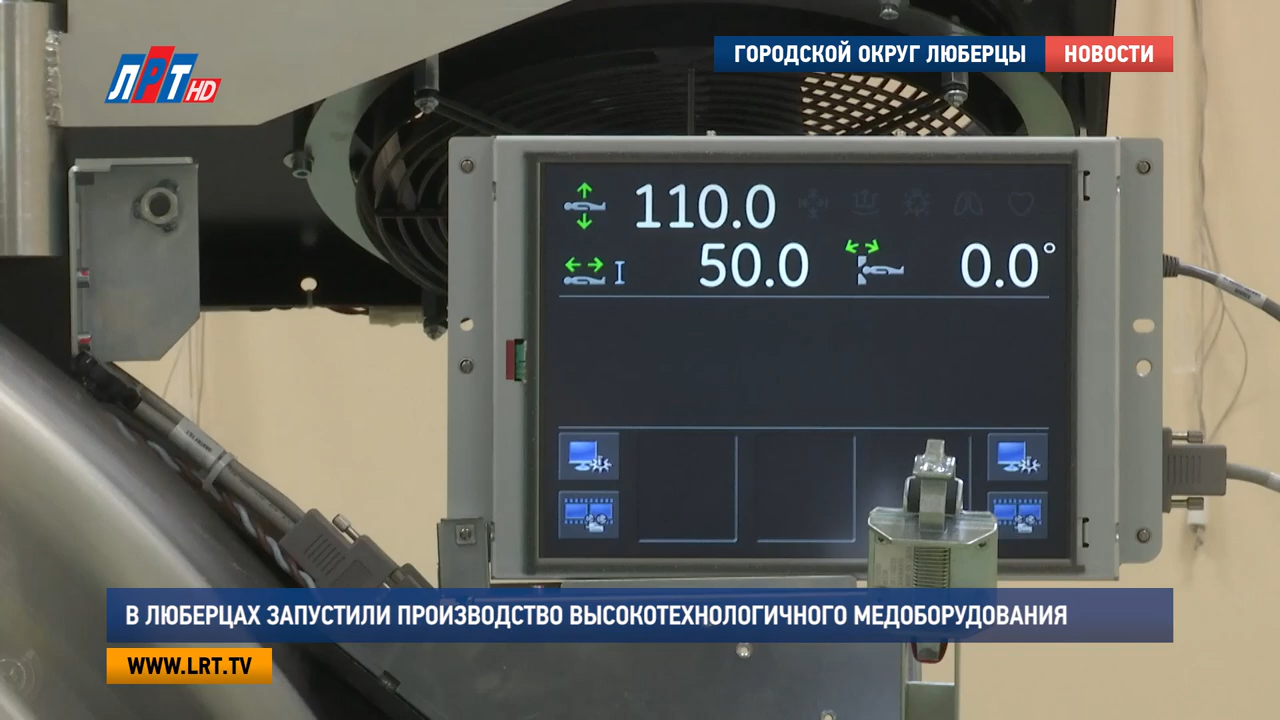 ЛРТ HD
ГОРОДСКОЙ ОКРУГ ЛЮБЕРЦЫ НОВОСТИ
110.0
50.0 0.0°
В ЛЮБЕРЦАХ ЗАПУСТИЛИ ПРОИЗВОДСТВО ВЫСОКОТЕХНОЛОГИЧНОГО МЕДОБОРУДОВАНИЯ
WWW.LRT.TV